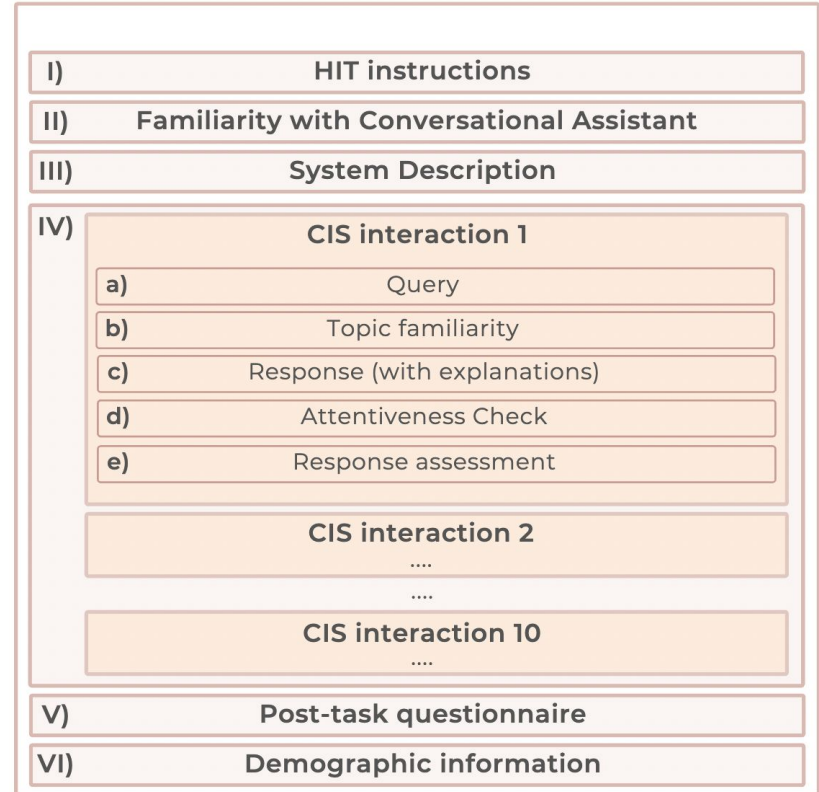 I) HIT instructions
II) Familiarity with Conversational Assistant
III) System Description
IV) CIS interaction 1
a) Query
b) Topic familiarity
c) Response (with explanations)
d) Attentiveness Check
e) Response assessment
CIS interaction 2
....
....
CIS interaction 10
....
V) Post-task questionnaire
VI) Demographic information